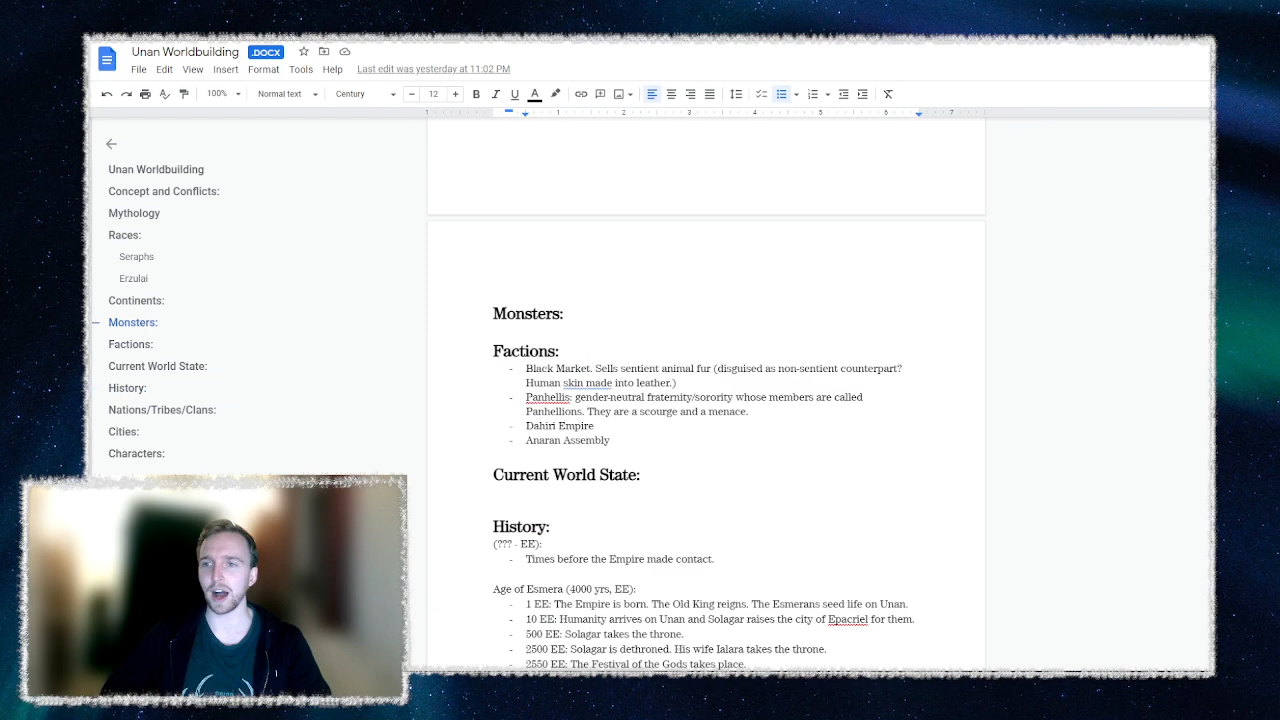 Unan Worldbuilding .DOCX
File Edit View Insert Format Tools Help Last edit was yesterday at 11:02 PM
100% Normal text Century 12 B I U A
1 1 2 3 4 5 6 7
Unan Worldbuilding
Concept and Conflicts:
Mythology
Races:
Seraphs
Erzulai
Continents:
Monsters:
Factions:
Current World State:
History:
Nations/Tribes/Clans:
Cities:
Characters:
Monsters:
Factions:
- Black Market. Sells sentient animal fur (disguised as non-sentient counterpart?
Human skin made into leather.)
- Panhellis: gender-neutral fraternity/sorority whose members are called
Panhellions. They are a scourge and a menace.
- Dahiri Empire
- Anaran Assembly
Current World State:
History:
(??? - EE):
- Times before the Empire made contact.
Age of Esmera (4000 yrs, EE):
- 1 EE: The Empire is born. The Old King reigns. The Esmerans seed life on Unan.
- 10 EE: Humanity arrives on Unan and Solagar raises the city of Epacriel for them.
- 500 EE: Solagar takes the throne.
- 2500 EE: Solagar is dethroned. His wife Ialara takes the throne.
- 2550 EE: The Festival of the Gods takes place.